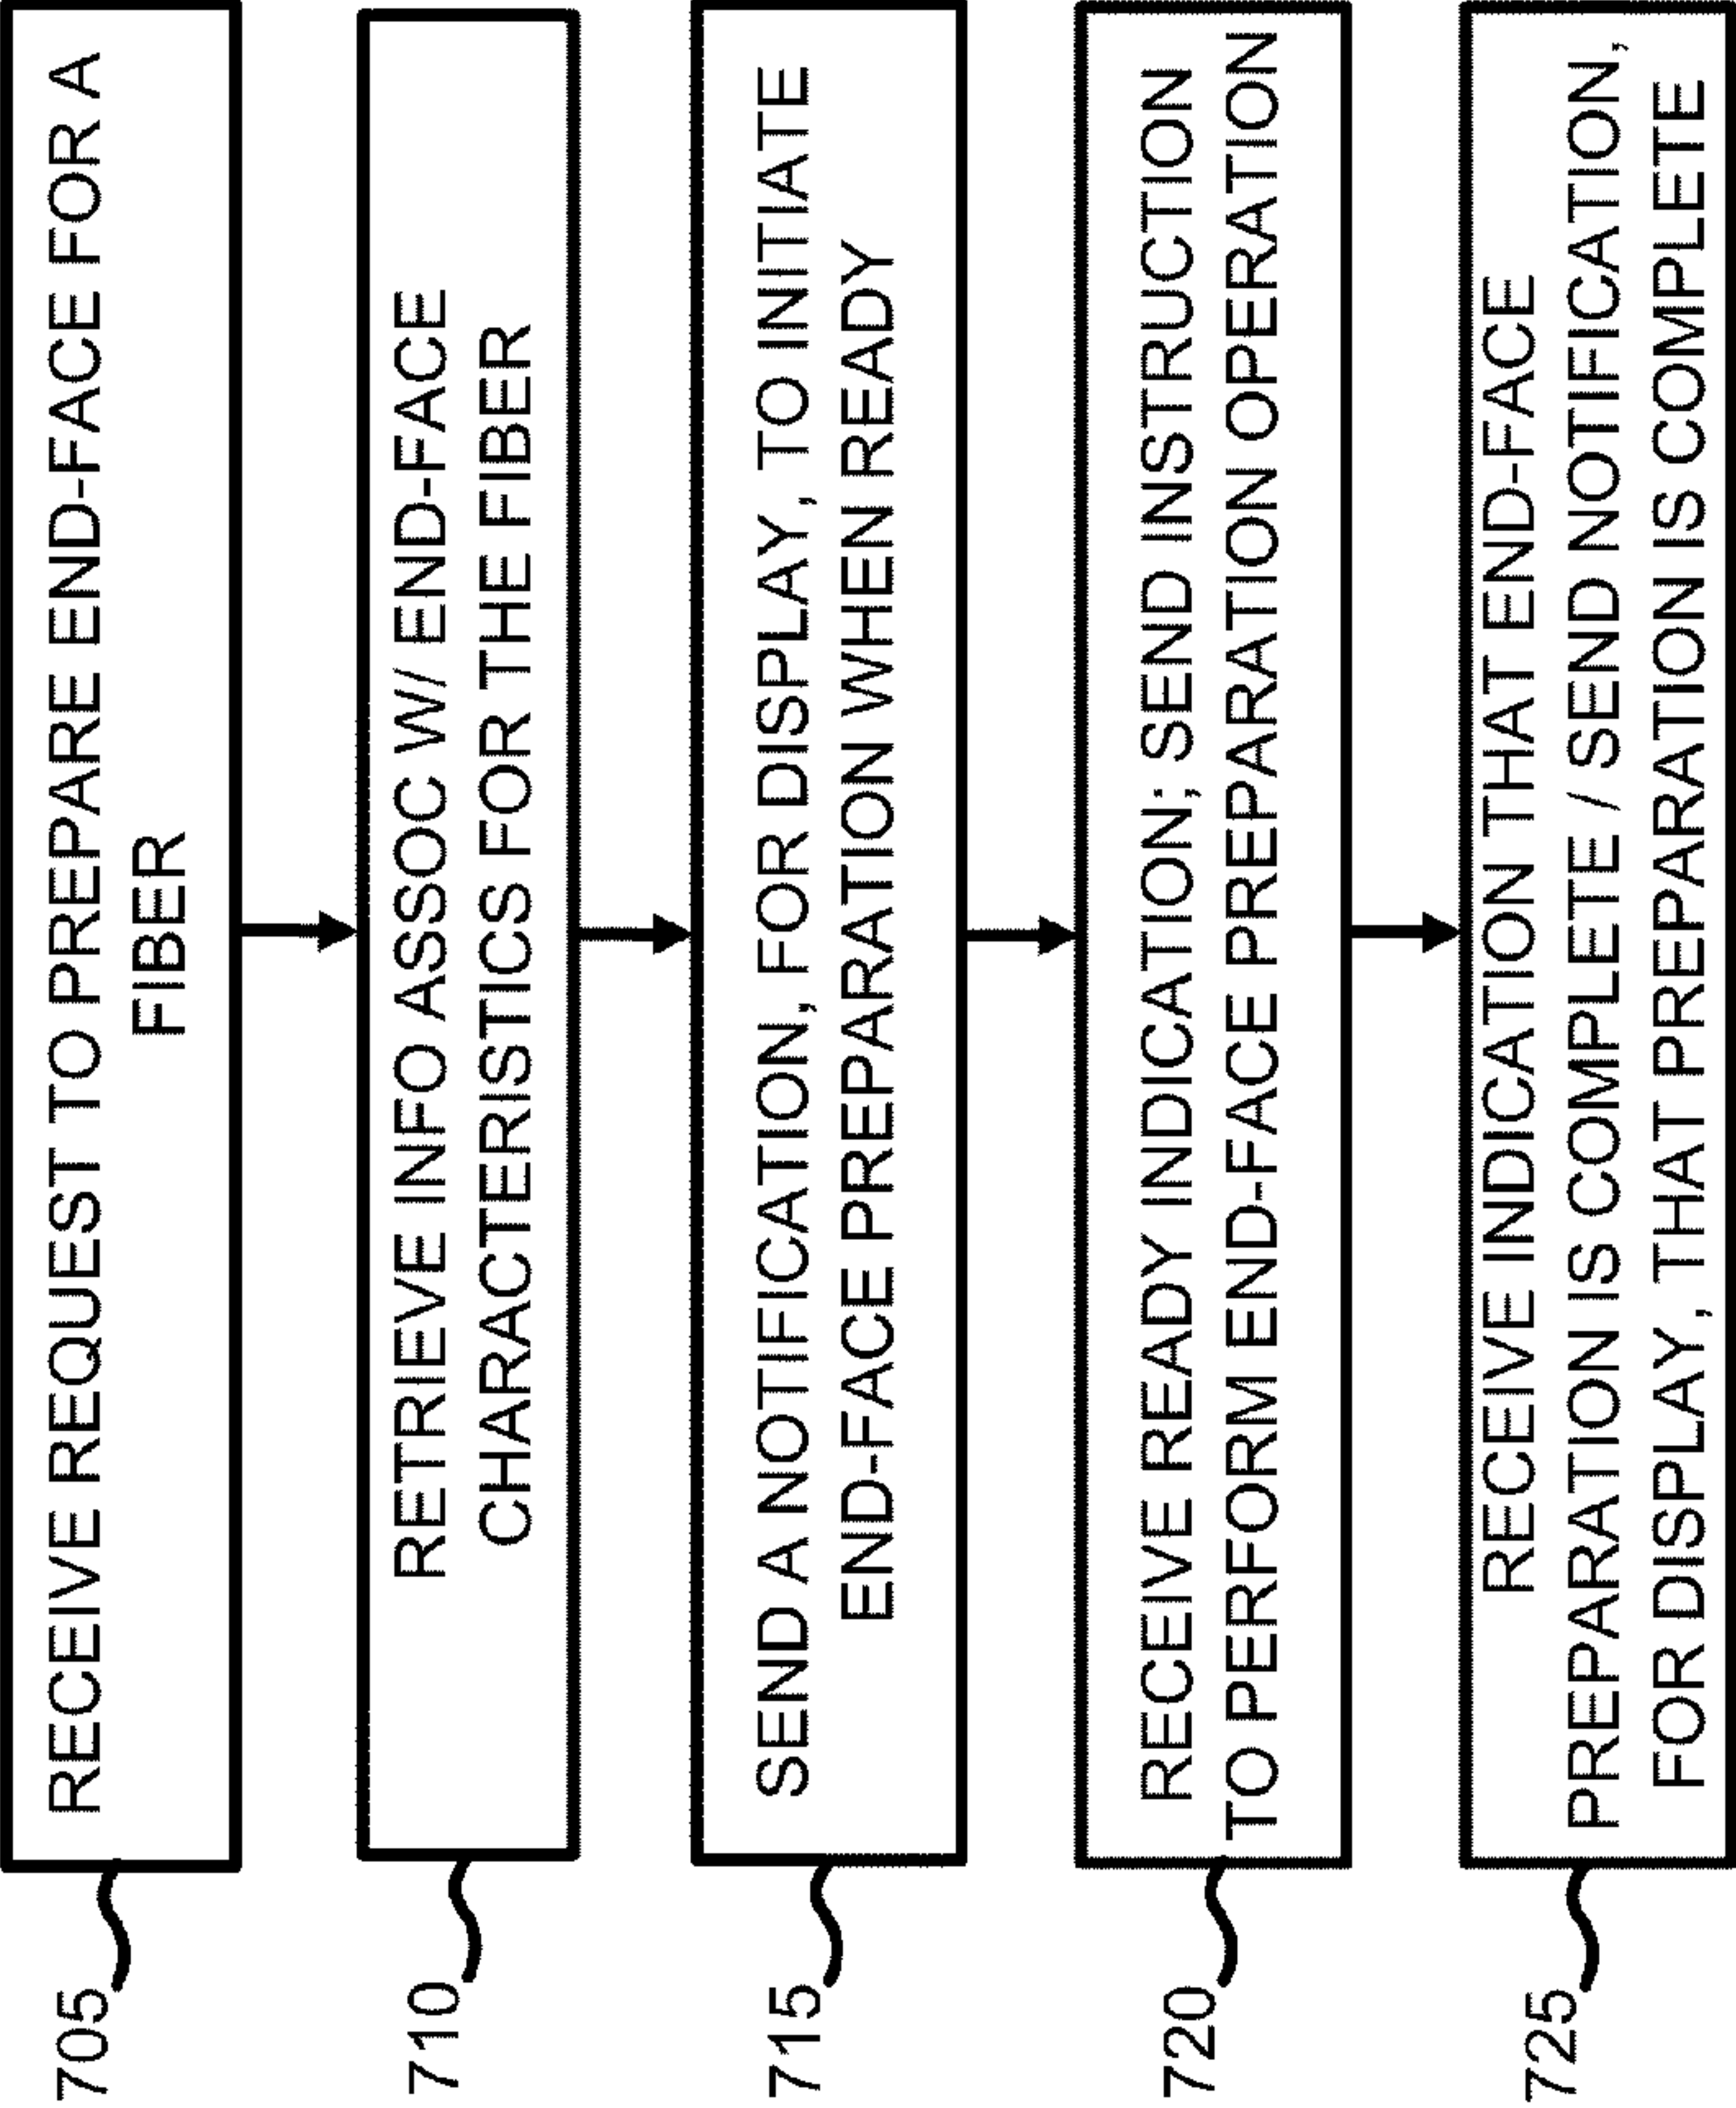 705
RECEIVE REQUEST TO PREPARE END-FACE FOR A
FIBER
710
RETRIEVE INFO ASSOC W/ END-FACE
CHARACTERISTICS FOR THE FIBER
715
SEND A NOTIFICATION, FOR DISPLAY, TO INITIATE
END-FACE PREPARATION WHEN READY
720
RECEIVE READY INDICATION; SEND INSTRUCTION
TO PERFORM END-FACE PREPARATION OPERATION
725
RECEIVE INDICATION THAT END-FACE
PREPARATION IS COMPLETE / SEND NOTIFICATION,
FOR DISPLAY, THAT PREPARATION IS COMPLETE